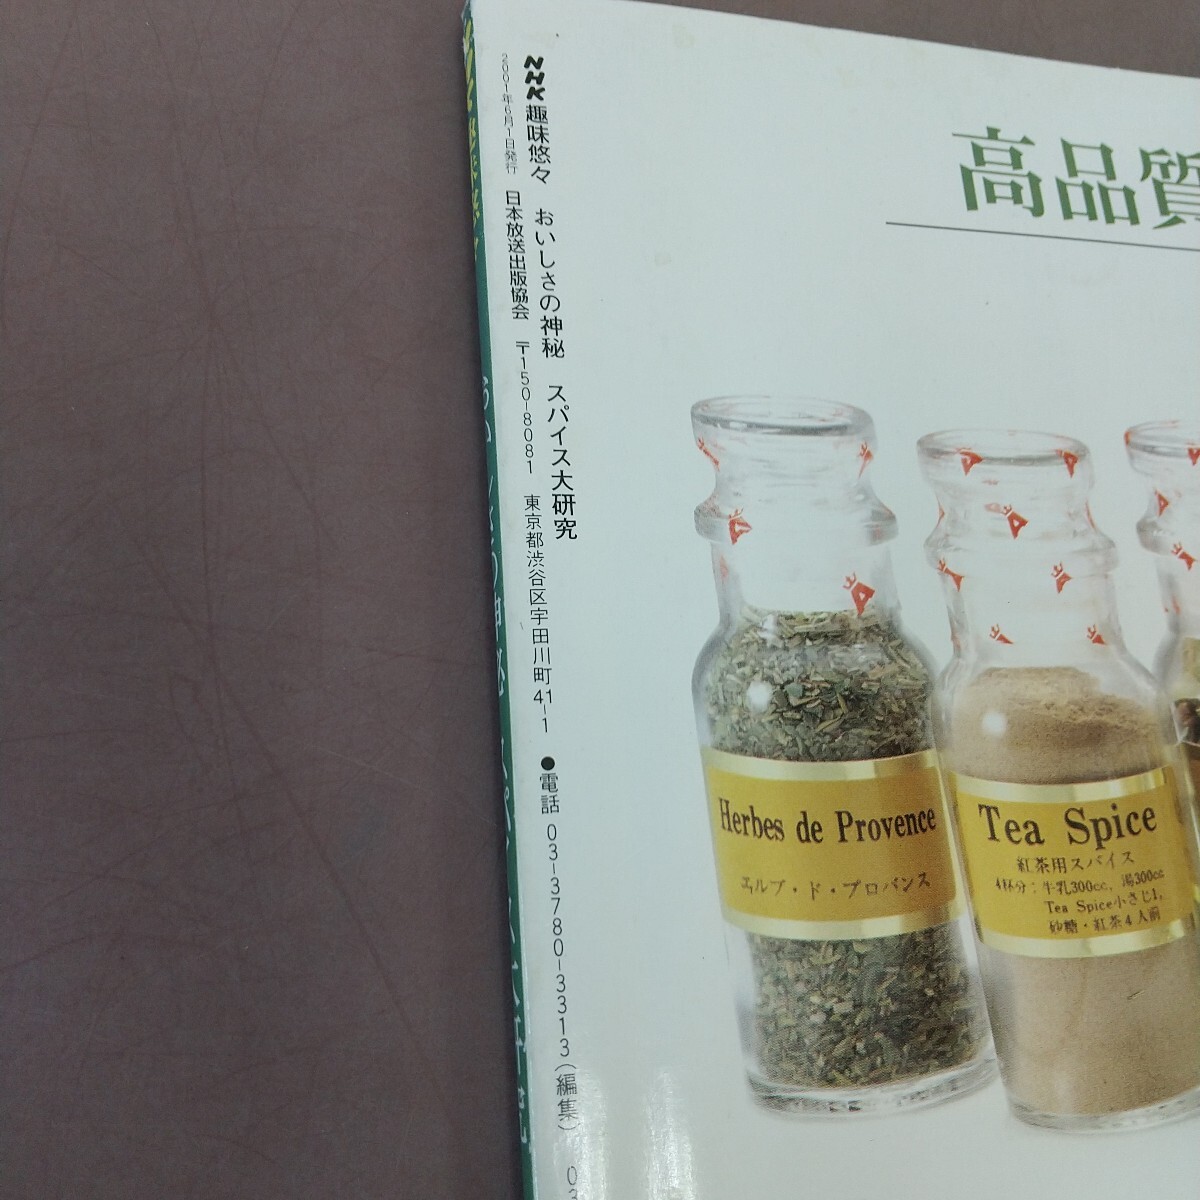 NHK趣味悠々 おいしさの神秘 スパイス大研究
2001年6月1日発行 日本放送出版協会 〒150-8081 東京都渋谷区宇田川町41-1 ●電話 03-3780-3313(編集) 03
高品質
Herbes de Provence
エルブ・ド・プロバンス
Tea Spice
紅茶用スパイス
4杯分：牛乳300cc, 湯300cc
Tea Spice小さじ1,
砂糖・紅茶4人前